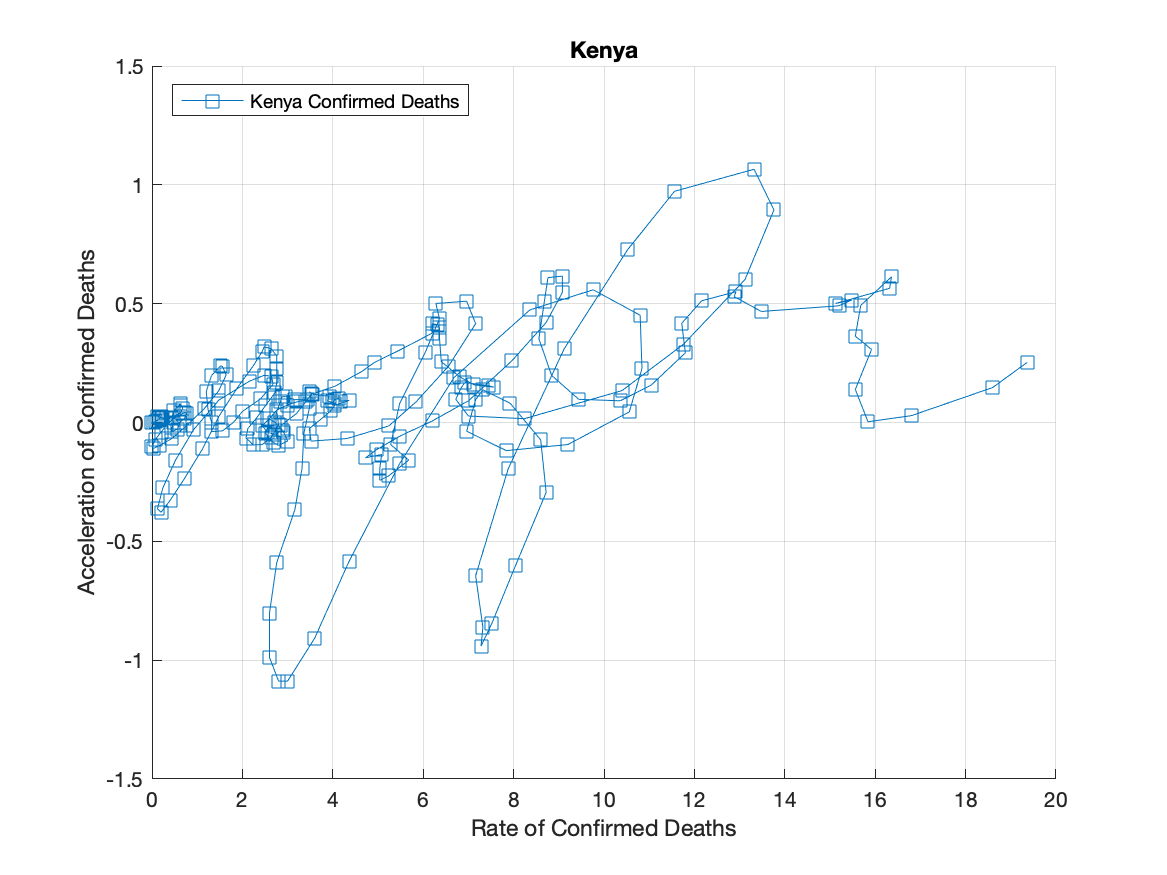 Kenya
Kenya Confirmed Deaths
Acceleration of Confirmed Deaths
1.5
1
0.5
0
-0.5
-1
-1.5
0 2 4 6 8 10 12 14 16 18 20
Rate of Confirmed Deaths